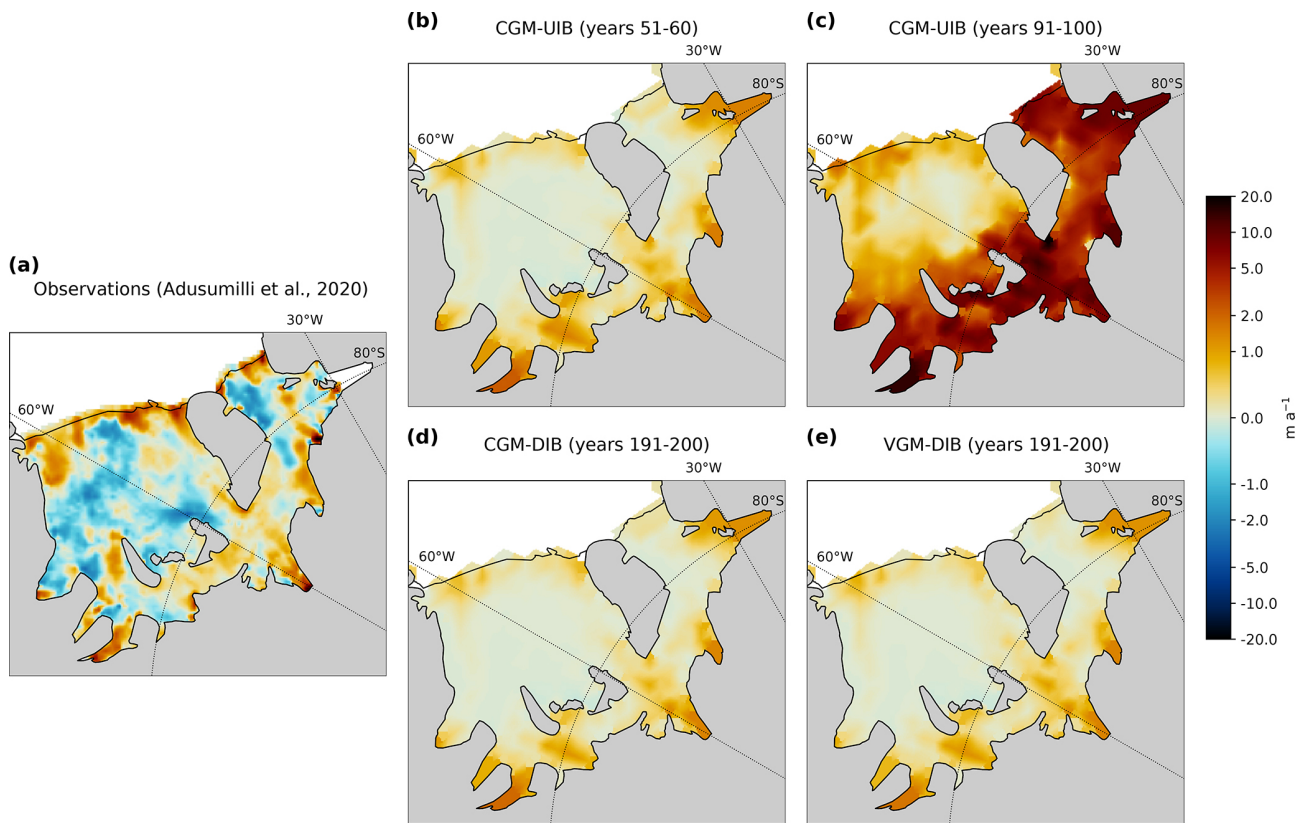 (a)
Observations (Adusumilli et al., 2020)
30°W
80°S
60°W
(b)
CGM-UIB (years 51-60)
30°W
80°S
60°W
(c)
CGM-UIB (years 91-100)
30°W
80°S
60°W
(d)
CGM-DIB (years 191-200)
30°W
80°S
60°W
(e)
VGM-DIB (years 191-200)
30°W
80°S
60°W
20.0
10.0
5.0
2.0
1.0
0.0
-1.0
-2.0
-5.0
-10.0
-20.0
m a⁻¹